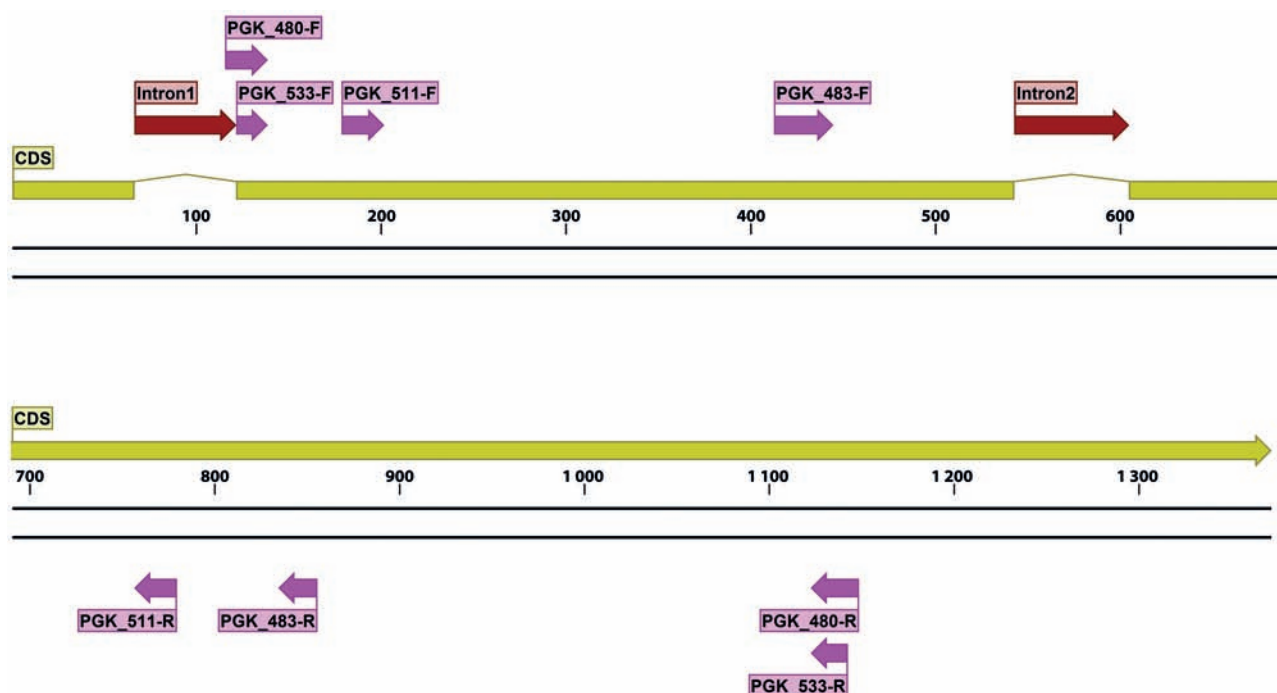 PGK_480-F
Intron1 PGK_533-F PGK_511-F PGK_483-F Intron2
CDS
100 200 300 400 500 600
CDS
700 800 900 1 000 1 100 1 200 1 300
PGK_511-R PGK_483-R PGK_480-R
PGK_533-R